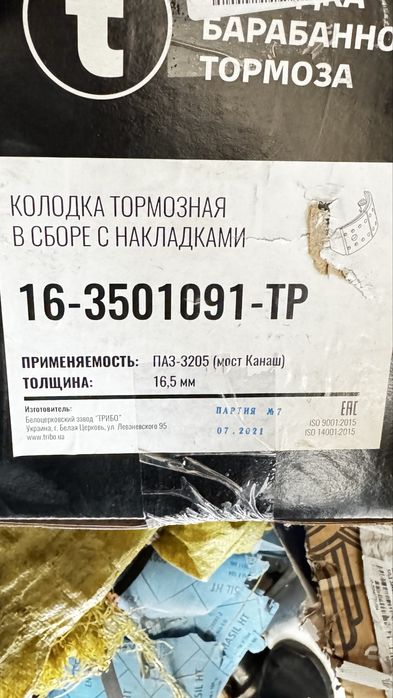 t
БАРАБАННО
ТОРМОЗА
КОЛОДКА ТОРМОЗНАЯ
В СБОРЕ С НАКЛАДКАМИ
16-3501091-ТР
ПРИМЕНЯЕМОСТЬ: ПАЗ-3205 (мост Канаш)
ТОЛЩИНА: 16,5 мм
Изготовитель:
Белоцерковский завод "ТРИБО"
Украина, г. Белая Церковь, ул. Леваневского 95
www.tribo.ua
ПАРТИЯ №7
07.2021
EAC
ISO 9001:2015
ISO 14001:2015